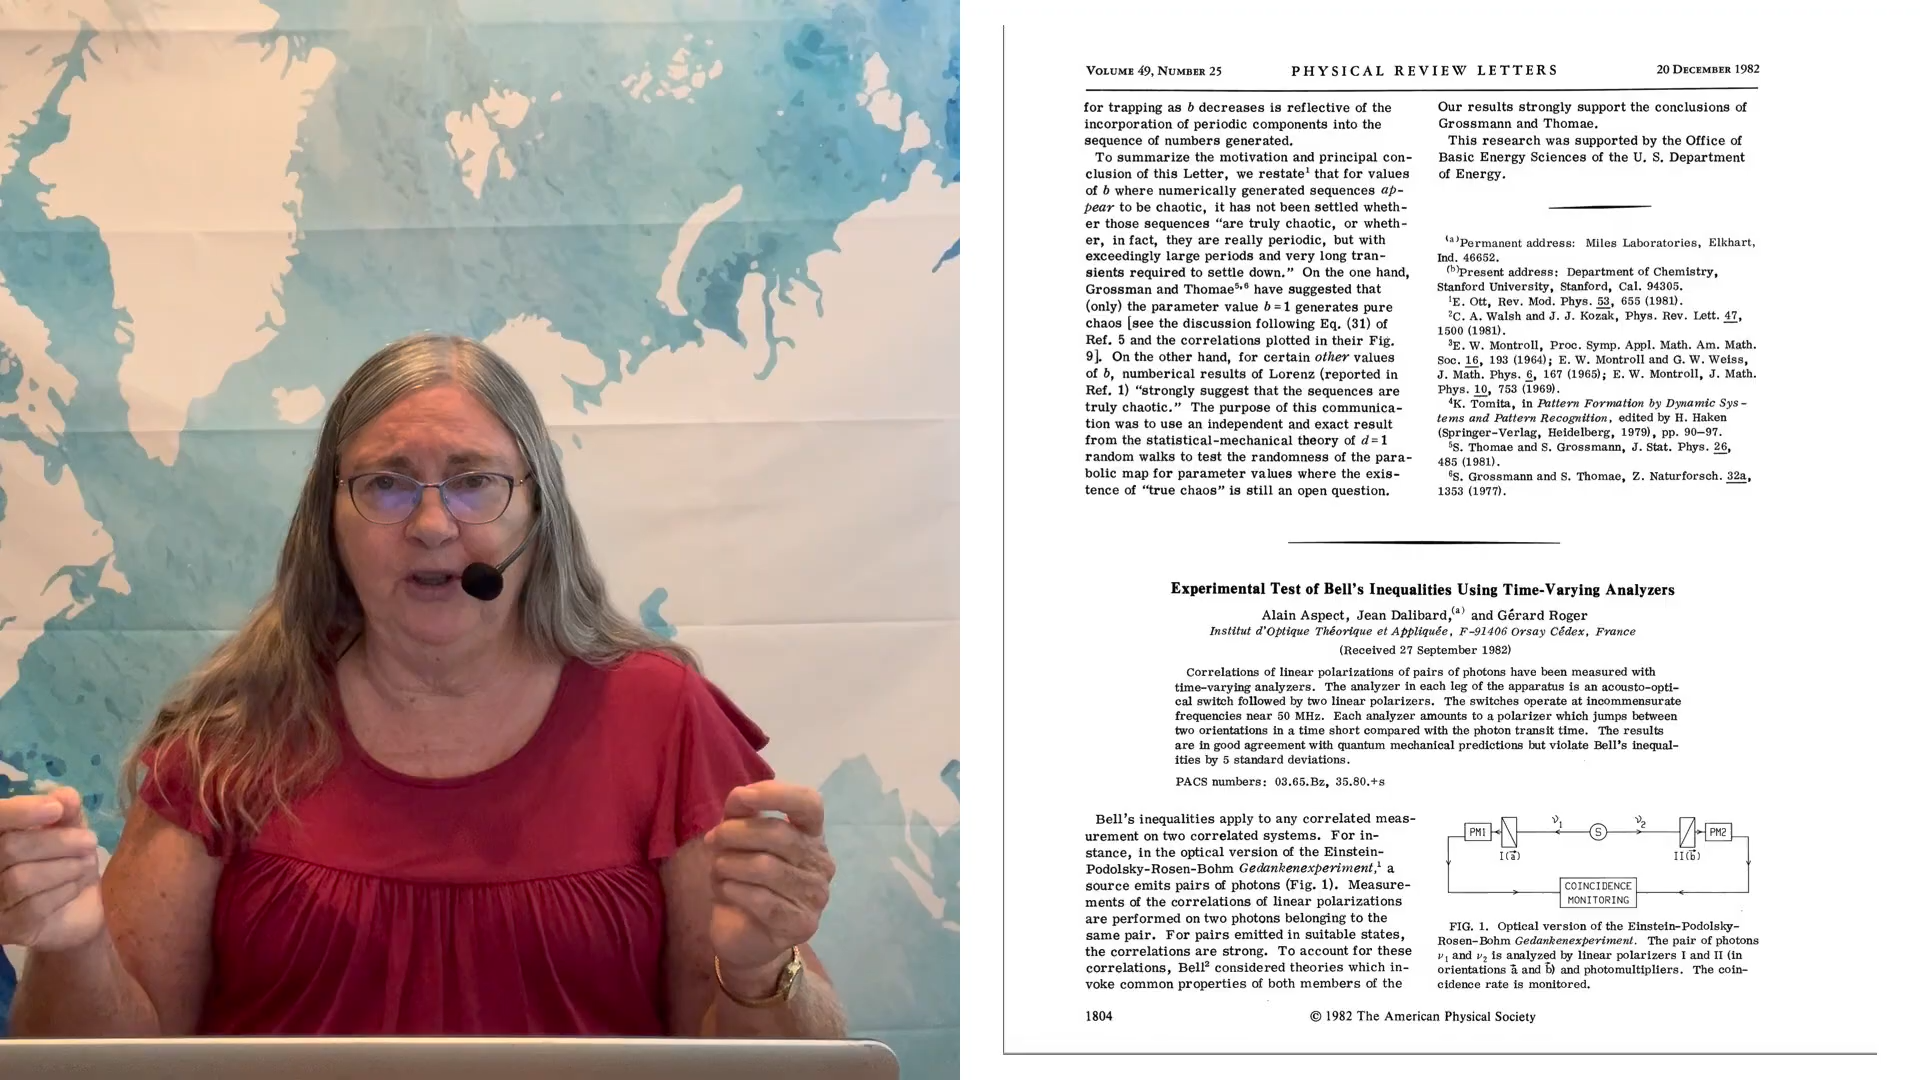 VOLUME 49, NUMBER 25
PHYSICAL REVIEW LETTERS
20 DECEMBER 1982
for trapping as b decreases is reflective of the
incorporation of periodic components into the
sequence of numbers generated.
To summarize the motivation and principal con-
clusion of this Letter, we restate¹ that for values
of b where numerically generated sequences ap-
pear to be chaotic, it has not been settled wheth-
er those sequences “are truly chaotic, or wheth-
er, in fact, they are really periodic, but with
exceedingly large periods and very long tran-
sients required to settle down.” On the one hand,
Grossman and Thomae⁵,⁶ have suggested that
(only) the parameter value b = 1 generates pure
chaos [see the discussion following Eq. (31) of
Ref. 5 and the correlations plotted in their Fig.
9]. On the other hand, for certain other values
of b, numberical results of Lorenz (reported in
Ref. 1) “strongly suggest that the sequences are
truly chaotic.” The purpose of this communica-
tion was to use an independent and exact result
from the statistical-mechanical theory of d = 1
random walks to test the randomness of the para-
bolic map for parameter values where the exis-
tence of “true chaos” is still an open question.
Our results strongly support the conclusions of
Grossmann and Thomae.
This research was supported by the Office of
Basic Energy Sciences of the U. S. Department
of Energy.
(a)Permanent address: Miles Laboratories, Elkhart,
Ind. 46652.
(b)Present address: Department of Chemistry,
Stanford University, Stanford, Cal. 94305.
¹E. Ott, Rev. Mod. Phys. 53, 655 (1981).
²C. A. Walsh and J. J. Kozak, Phys. Rev. Lett. 47,
1500 (1981).
³E. W. Montroll, Proc. Symp. Appl. Math. Am. Math.
Soc. 16, 193 (1964); E. W. Montroll and G. W. Weiss,
J. Math. Phys. 6, 167 (1965); E. W. Montroll, J. Math.
Phys. 10, 753 (1969).
⁴K. Tomita, in Pattern Formation by Dynamic Sys-
tems and Pattern Recognition, edited by H. Haken
(Springer-Verlag, Heidelberg, 1979), pp. 90–97.
⁵S. Thomae and S. Grossmann, J. Stat. Phys. 26,
485 (1981).
⁶S. Grossmann and S. Thomae, Z. Naturforsch. 32a,
1353 (1977).
Experimental Test of Bell's Inequalities Using Time-Varying Analyzers
Alain Aspect, Jean Dalibard,(a) and Gérard Roger
Institut d'Optique Théorique et Appliquée, F-91406 Orsay Cédex, France
(Received 27 September 1982)
Correlations of linear polarizations of pairs of photons have been measured with
time-varying analyzers. The analyzer in each leg of the apparatus is an acousto-opti-
cal switch followed by two linear polarizers. The switches operate at incommensurate
frequencies near 50 MHz. Each analyzer amounts to a polarizer which jumps between
two orientations in a time short compared with the photon transit time. The results
are in good agreement with quantum mechanical predictions but violate Bell's inequal-
ities by 5 standard deviations.
PACS numbers: 03.65.Bz, 35.80.+s
Bell's inequalities apply to any correlated meas-
urement on two correlated systems. For in-
stance, in the optical version of the Einstein-
Podolsky-Rosen-Bohm Gedankenexperiment,¹ a
source emits pairs of photons (Fig. 1). Measure-
ments of the correlations of linear polarizations
are performed on two photons belonging to the
same pair. For pairs emitted in suitable states,
the correlations are strong. To account for these
correlations, Bell² considered theories which in-
voke common properties of both members of the
PM1 ν₁ S ν₂ PM2
I(a⃗) II(b⃗)
COINCIDENCE
MONITORING
FIG. 1. Optical version of the Einstein-Podolsky-
Rosen-Bohm Gedankenexperiment. The pair of photons
ν₁ and ν₂ is analyzed by linear polarizers I and II (in
orientations a⃗ and b⃗) and photomultipliers. The coin-
cidence rate is monitored.
1804
© 1982 The American Physical Society